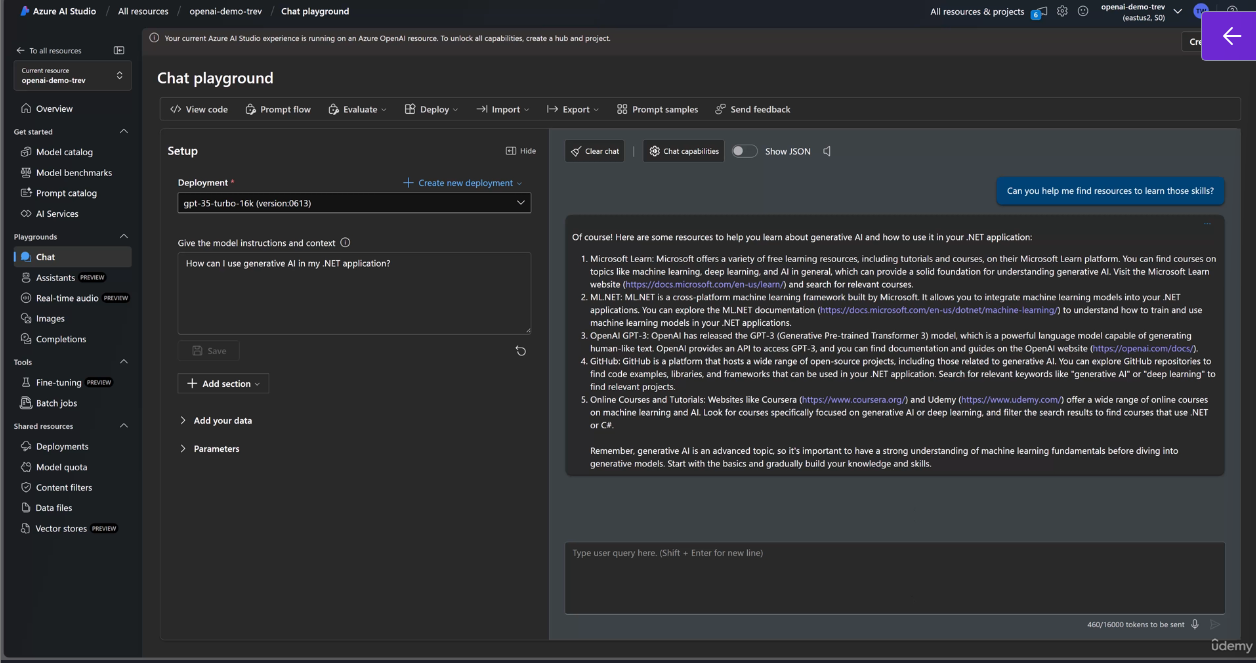 Azure AI Studio / All resources / openai-demo-trev / Chat playground
All resources & projects 6 openai-demo-trev (eastus2, S0) TW
Your current Azure AI Studio experience is running on an Azure OpenAI resource. To unlock all capabilities, create a hub and project.
To all resources
Current resource
openai-demo-trev
Overview
Get started
Model catalog
Model benchmarks
Prompt catalog
AI Services
Playgrounds
Chat
Assistants PREVIEW
Real-time audio PREVIEW
Images
Completions
Tools
Fine-tuning PREVIEW
Batch jobs
Shared resources
Deployments
Model quota
Content filters
Data files
Vector stores PREVIEW
Chat playground
View code Prompt flow Evaluate Deploy Import Export Prompt samples Send feedback
Setup
Hide
Deployment *
Create new deployment
gpt-35-turbo-16k (version:0613)
Give the model instructions and context
How can I use generative AI in my .NET application?
Save
Add section
Add your data
Parameters
Clear chat | Chat capabilities Show JSON
Can you help me find resources to learn those skills?
Of course! Here are some resources to help you learn about generative AI and how to use it in your .NET application:
1. Microsoft Learn: Microsoft offers a variety of free learning resources, including tutorials and courses, on their Microsoft Learn platform. You can find courses on
topics like machine learning, deep learning, and AI in general, which can provide a solid foundation for understanding generative AI. Visit the Microsoft Learn
website (https://docs.microsoft.com/en-us/learn/) and search for relevant courses.
2. ML.NET: ML.NET is a cross-platform machine learning framework built by Microsoft. It allows you to integrate machine learning models into your .NET
applications. You can explore the ML.NET documentation (https://docs.microsoft.com/en-us/dotnet/machine-learning/) to understand how to train and use
machine learning models in your .NET applications.
3. OpenAI GPT-3: OpenAI has released the GPT-3 (Generative Pre-trained Transformer 3) model, which is a powerful language model capable of generating
human-like text. OpenAI provides an API to access GPT-3, and you can find documentation and guides on the OpenAI website (https://openai.com/docs/).
4. GitHub: GitHub is a platform that hosts a wide range of open-source projects, including those related to generative AI. You can explore GitHub repositories to
find code examples, libraries, and frameworks that can be used in your .NET application. Search for relevant keywords like "generative AI" or "deep learning" to
find relevant projects.
5. Online Courses and Tutorials: Websites like Coursera (https://www.coursera.org/) and Udemy (https://www.udemy.com/) offer a wide range of online courses
on machine learning and AI. Look for courses specifically focused on generative AI or deep learning, and filter the search results to find courses that use .NET
or C#.
Remember, generative AI is an advanced topic, so it's important to have a strong understanding of machine learning fundamentals before diving into
generative models. Start with the basics and gradually build your knowledge and skills.
Type user query here. (Shift + Enter for new line)
460/16000 tokens to be sent
ûdemy